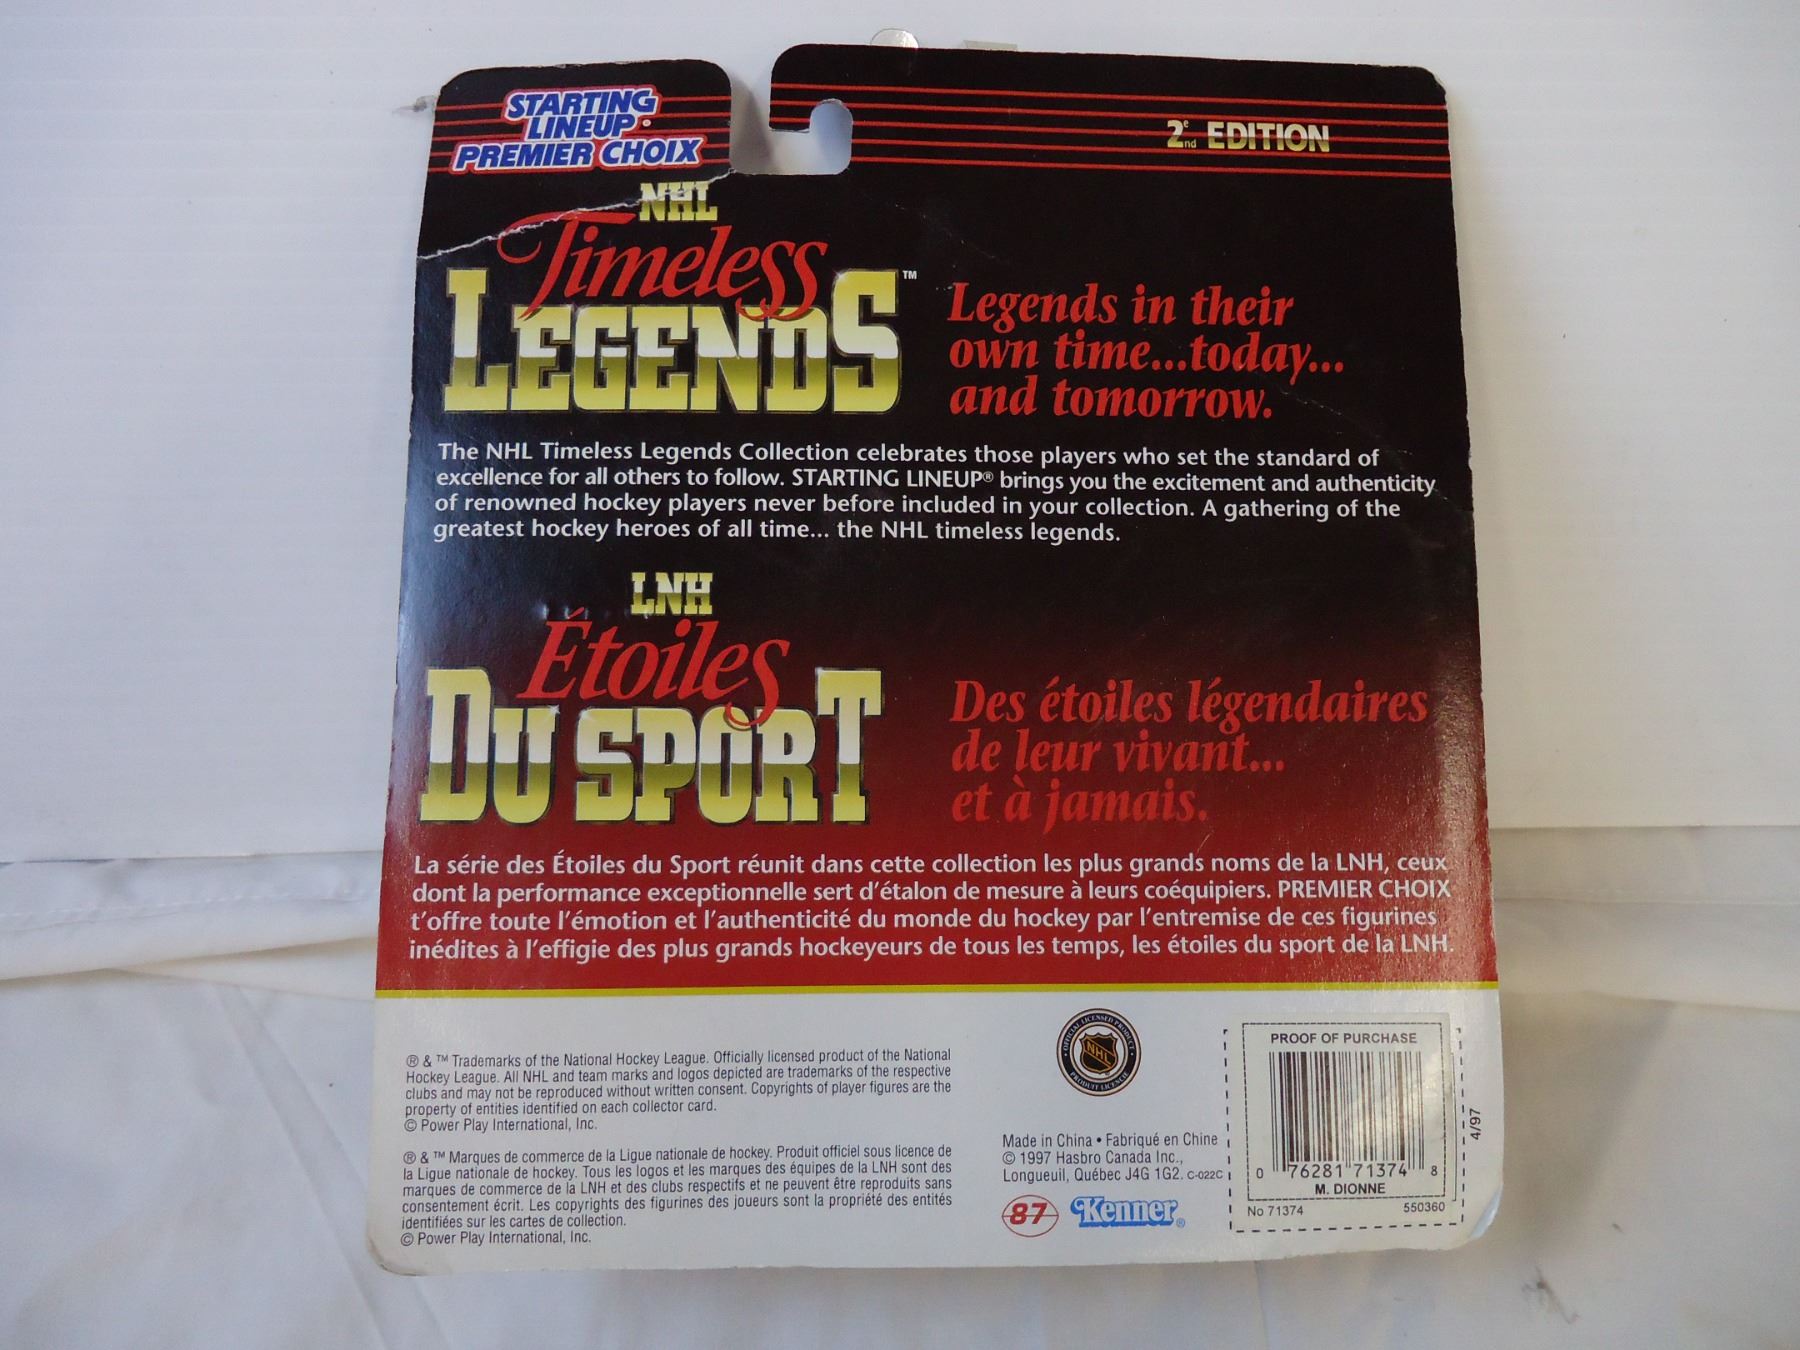 STARTING
LINEUP
PREMIER CHOIX
2e nd EDITION
NHL
Timeless
LEGENDS™
Legends in their
own time...today...
and tomorrow.
The NHL Timeless Legends Collection celebrates those players who set the standard of
excellence for all others to follow. STARTING LINEUP® brings you the excitement and authenticity
of renowned hockey players never before included in your collection. A gathering of the
greatest hockey heroes of all time... the NHL timeless legends.
LNH
Étoiles
DU SPORT
Des étoiles légendaires
de leur vivant...
et à jamais.
La série des Étoiles du Sport réunit dans cette collection les plus grands noms de la LNH, ceux
dont la performance exceptionnelle sert d'étalon de mesure à leurs coéquipiers. PREMIER CHOIX
t'offre toute l'émotion et l'authenticité du monde du hockey par l'entremise de ces figurines
inédites à l'effigie des plus grands hockeyeurs de tous les temps, les étoiles du sport de la LNH.
® & ™ Trademarks of the National Hockey League. Officially licensed product of the National
Hockey League. All NHL and team marks and logos depicted are trademarks of the respective
clubs and may not be reproduced without written consent. Copyrights of player figures are the
property of entities identified on each collector card.
© Power Play International, Inc.
® & ™ Marques de commerce de la Ligue nationale de hockey. Produit officiel sous licence de
la Ligue nationale de hockey. Tous les logos et les marques des équipes de la LNH sont des
marques de commerce de la LNH et des clubs respectifs et ne peuvent être reproduits sans
consentement écrit. Les copyrights des figurines des joueurs sont la propriété des entités
identifiées sur les cartes de collection.
© Power Play International, Inc.
OFFICIAL LICENSED PRODUCT
NHL
PRODUIT LICENCIÉ
Made in China • Fabriqué en Chine
© 1997 Hasbro Canada Inc.,
Longueuil, Québec J4G 1G2. C-022C
87 Kenner®
PROOF OF PURCHASE
0 76281 71374 8
M. DIONNE
No 71374 550360
4/97